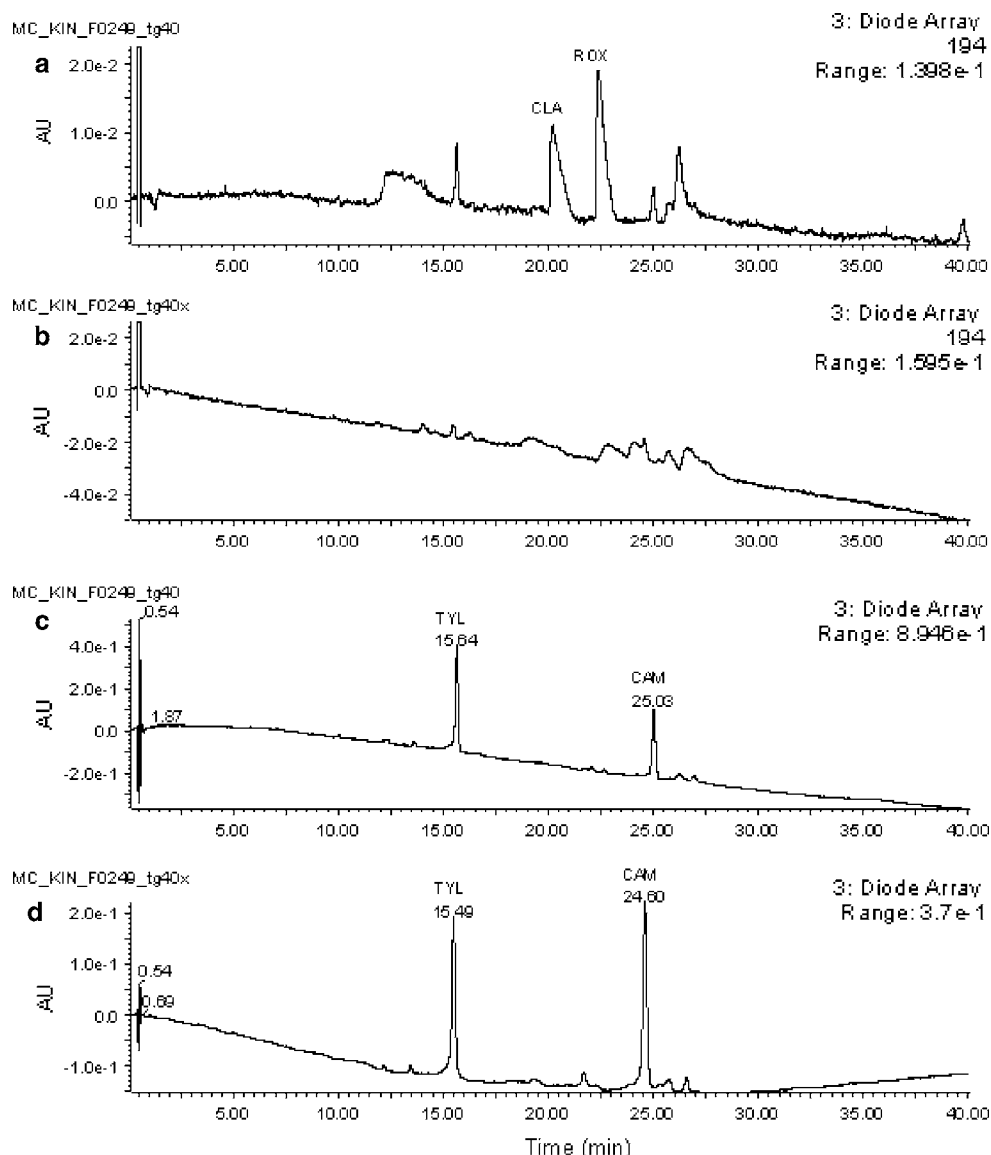 MC_KIN_F0249_tg40
3: Diode Array
194
Range: 1.398e-1
a
AU
2.0e-2
1.0e-2
0.0
CLA
ROX
5.00 10.00 15.00 20.00 25.00 30.00 35.00 40.00
MC_KIN_F0249_tg40x
3: Diode Array
194
Range: 1.595e-1
b
AU
2.0e-2
0.0
-2.0e-2
-4.0e-2
5.00 10.00 15.00 20.00 25.00 30.00 35.00 40.00
MC_KIN_F0249_tg40
3: Diode Array
Range: 8.946e-1
c
AU
4.0e-1
2.0e-1
0.0
-2.0e-1
0.54
1.87
TYL
15.64
CAM
25.03
5.00 10.00 15.00 20.00 25.00 30.00 35.00 40.00
MC_KIN_F0249_tg40x
3: Diode Array
Range: 3.7e-1
d
AU
2.0e-1
1.0e-1
0.0
-1.0e-1
0.54
0.69
TYL
15.49
CAM
24.60
5.00 10.00 15.00 20.00 25.00 30.00 35.00 40.00
Time (min)